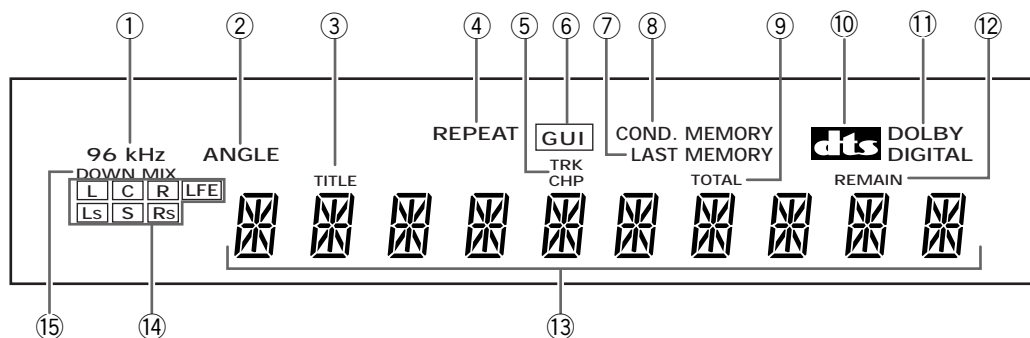 ① ② ③ ④ ⑤ ⑥ ⑦ ⑧ ⑨ ⑩ ⑪ ⑫
REPEAT GUI COND. MEMORY dts DOLBY
96 kHz ANGLE LAST MEMORY DIGITAL
DOWN MIX TITLE TRK TOTAL REMAIN
CHP
L C R LFE
Ls S Rs
⑮ ⑭ ⑬